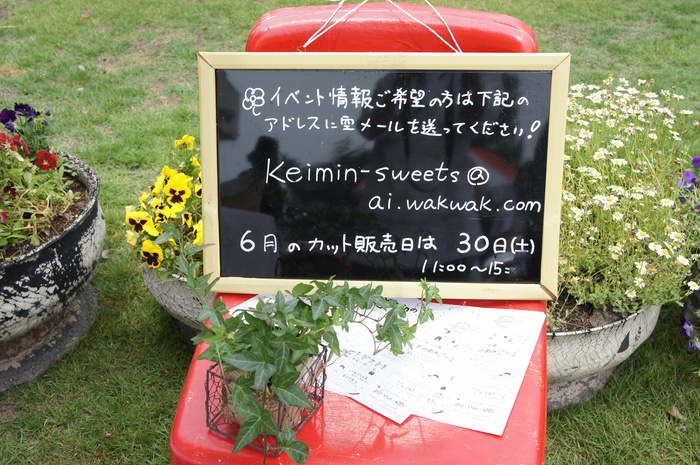 イベント情報ご希望の方は下記の
アドレスに空メールを送ってください!
Keimin-sweets@
ai.wakwak.com
6月のカット販売日は 30日(土)
11:00〜15: